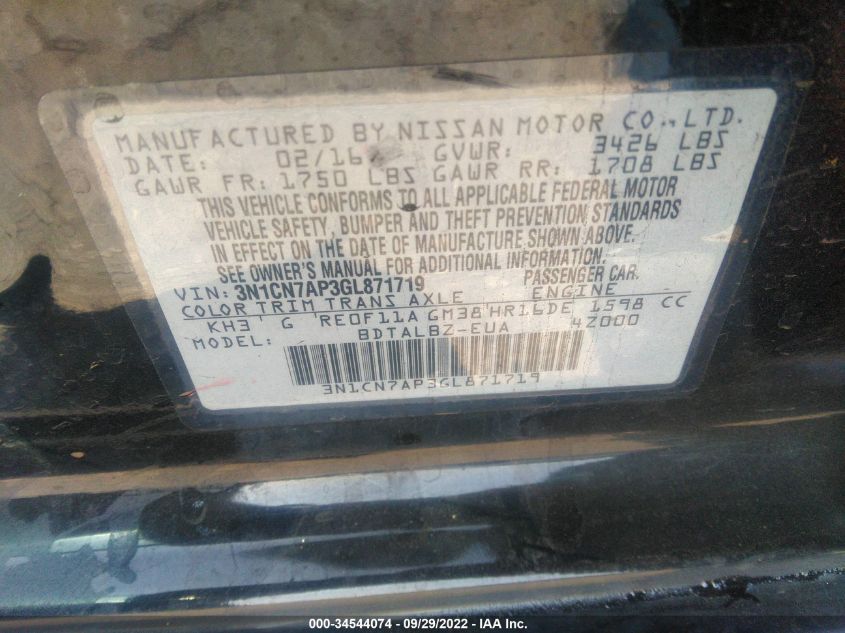 MANUFACTURED BY NISSAN MOTOR CO., LTD.
DATE: 02/16 GVWR: 3426 LBS
GAWR FR: 1750 LBS GAWR RR: 1708 LBS
THIS VEHICLE CONFORMS TO ALL APPLICABLE FEDERAL MOTOR
VEHICLE SAFETY, BUMPER AND THEFT PREVENTION STANDARDS
IN EFFECT ON THE DATE OF MANUFACTURE SHOWN ABOVE.
SEE OWNER'S MANUAL FOR ADDITIONAL INFORMATION.
VIN: 3N1CN7AP3GL871719 PASSENGER CAR.
COLOR TRIM TRANS AXLE ENGINE
KH3 G RE0F11A GM38 HR16DE 1598 CC
MODEL: BDTALBZ-EUA 4Z000
3N1CN7AP3GL871719
000-34544074 - 09/29/2022 - IAA Inc.